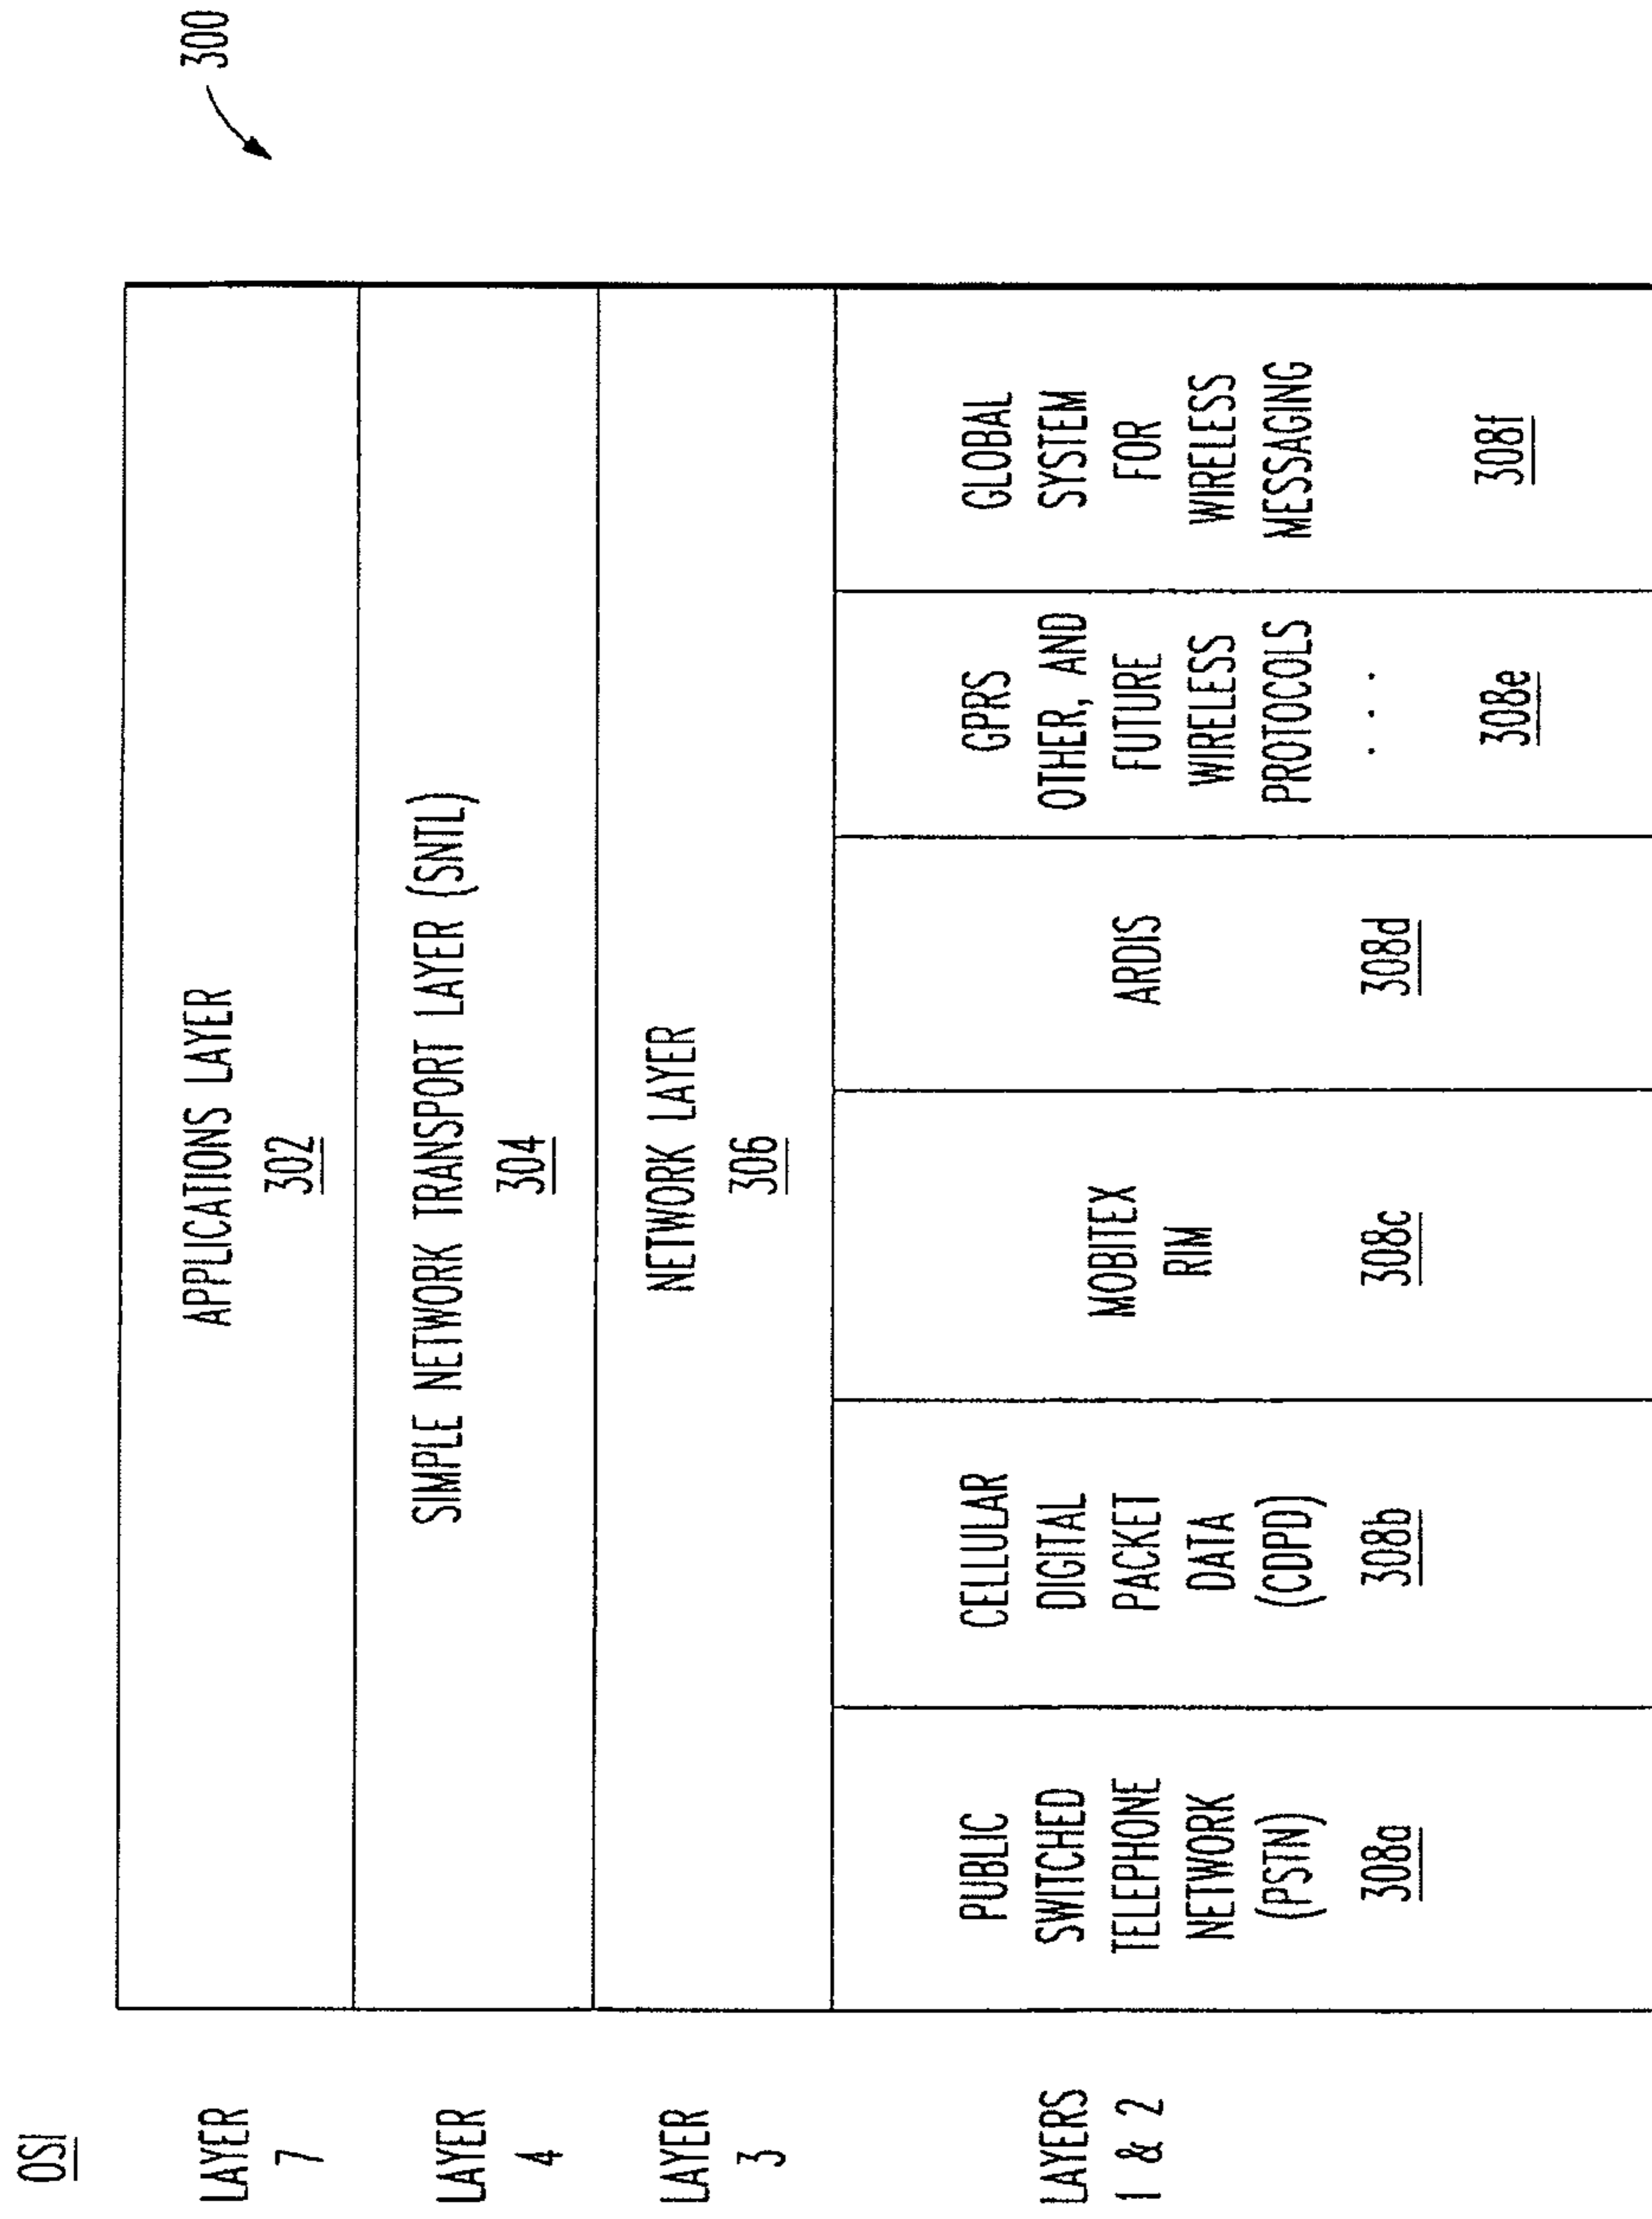 300
OSI
LAYER
7
APPLICATIONS LAYER
302
LAYER
4
SIMPLE NETWORK TRANSPORT LAYER (SNTL)
304
LAYER
3
NETWORK LAYER
306
LAYERS
1 & 2
PUBLIC
SWITCHED
TELEPHONE
NETWORK
(PSTN)
308a
CELLULAR
DIGITAL
PACKET
DATA
(CDPD)
308b
MOBITEX
RIM
308c
ARDIS
308d
GPRS
OTHER, AND
FUTURE
WIRELESS
PROTOCOLS
. . .
308e
GLOBAL
SYSTEM
FOR
WIRELESS
MESSAGING
308f